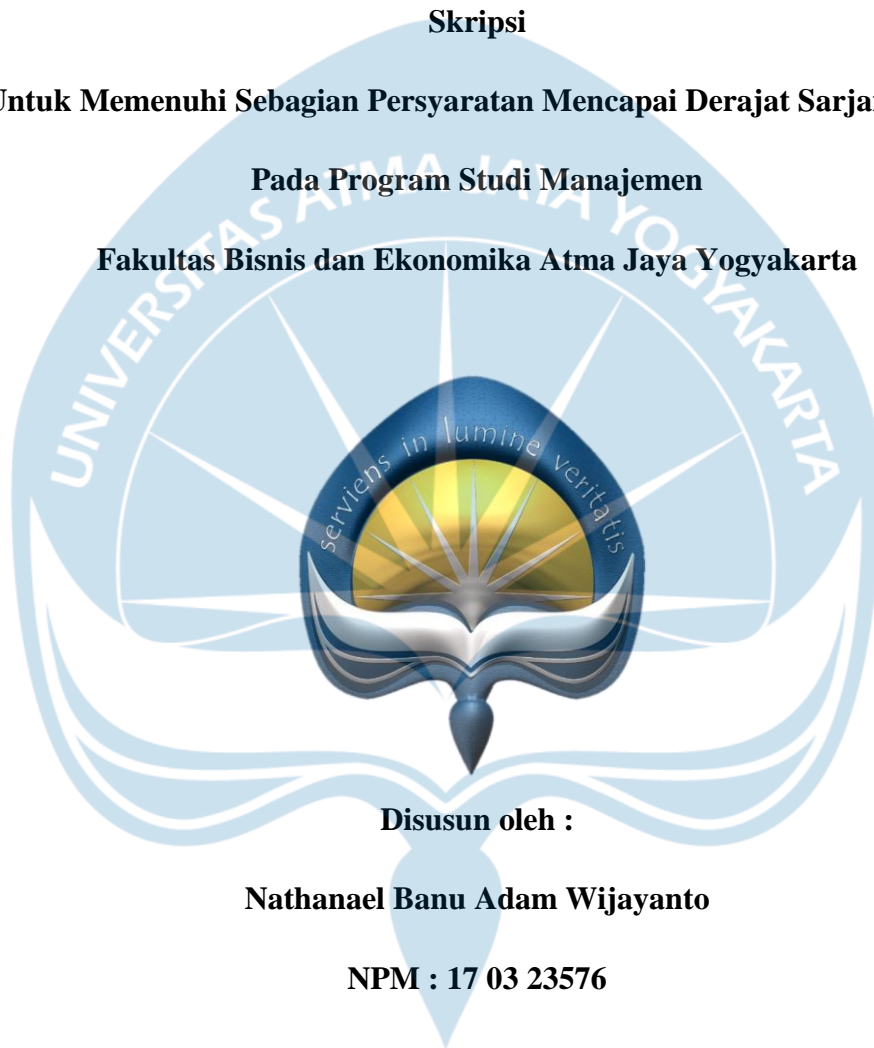 Skripsi
Untuk Memenuhi Sebagian Persyaratan Mencapai Derajat
Pada Program Studi Manajemen
Fakultas Bisnis dan Ekonomika Atma Jaya Yogyakarta
UNIVERSITAS ATMA JAYA YOGYAKARTA
serviens in lumine veritatis
Disusun oleh :
Nathanael Banu Adam Wijayanto
NPM : 17 03 23576